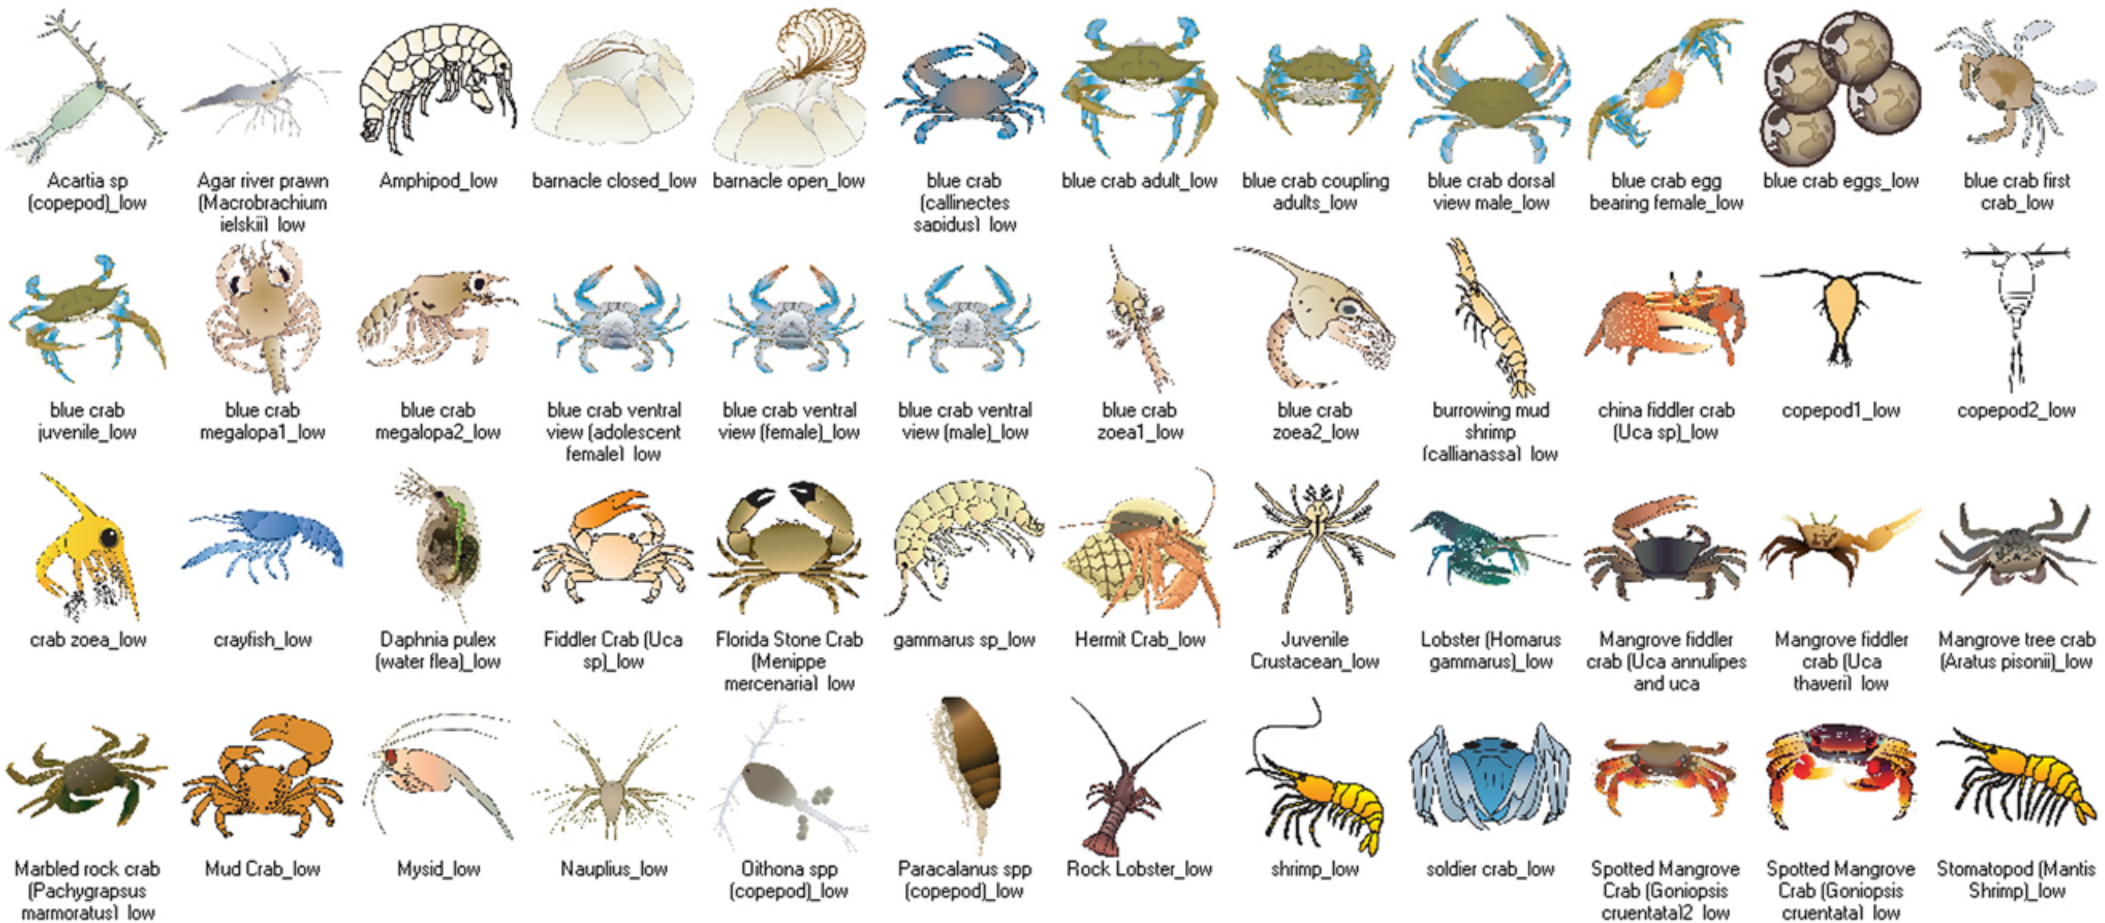 Acartia sp
(copepod)_low
Agar river prawn
(Macrobrachium
jelskii)_low
Amphipod_low
barnacle closed_low
barnacle open_low
blue crab
(callinectes
sapidus)_low
blue crab adult_low
blue crab coupling
adults_low
blue crab dorsal
view male_low
blue crab egg
bearing female_low
blue crab eggs_low
blue crab first
crab_low
blue crab
juvenile_low
blue crab
megalopa1_low
blue crab
megalopa2_low
blue crab ventral
view (adolescent
female)_low
blue crab ventral
view (female)_low
blue crab ventral
view (male)_low
blue crab
zoea1_low
blue crab
zoea2_low
burrowing mud
shrimp
(callianassa)_low
china fiddler crab
(Uca sp)_low
copepod1_low
copepod2_low
crab zoea_low
crayfish_low
Daphnia pulex
(water flea)_low
Fiddler Crab (Uca
sp)_low
Florida Stone Crab
(Menippe
mercenaria)_low
gammarus sp_low
Hermit Crab_low
Juvenile
Crustacean_low
Lobster (Homarus
gammarus)_low
Mangrove fiddler
crab (Uca annulipes
and uca
Mangrove fiddler
crab (Uca
thayeri)_low
Mangrove tree crab
(Aratus pisonii)_low
Marbled rock crab
(Pachygrapsus
marmoratus)_low
Mud Crab_low
Mysid_low
Nauplius_low
Oithona spp
(copepod)_low
Paracalanus spp
(copepod)_low
Rock Lobster_low
shrimp_low
soldier crab_low
Spotted Mangrove
Crab (Goniopsis
cruentata)2_low
Spotted Mangrove
Crab (Goniopsis
cruentata)_low
Stomatopod (Mantis
Shrimp)_low